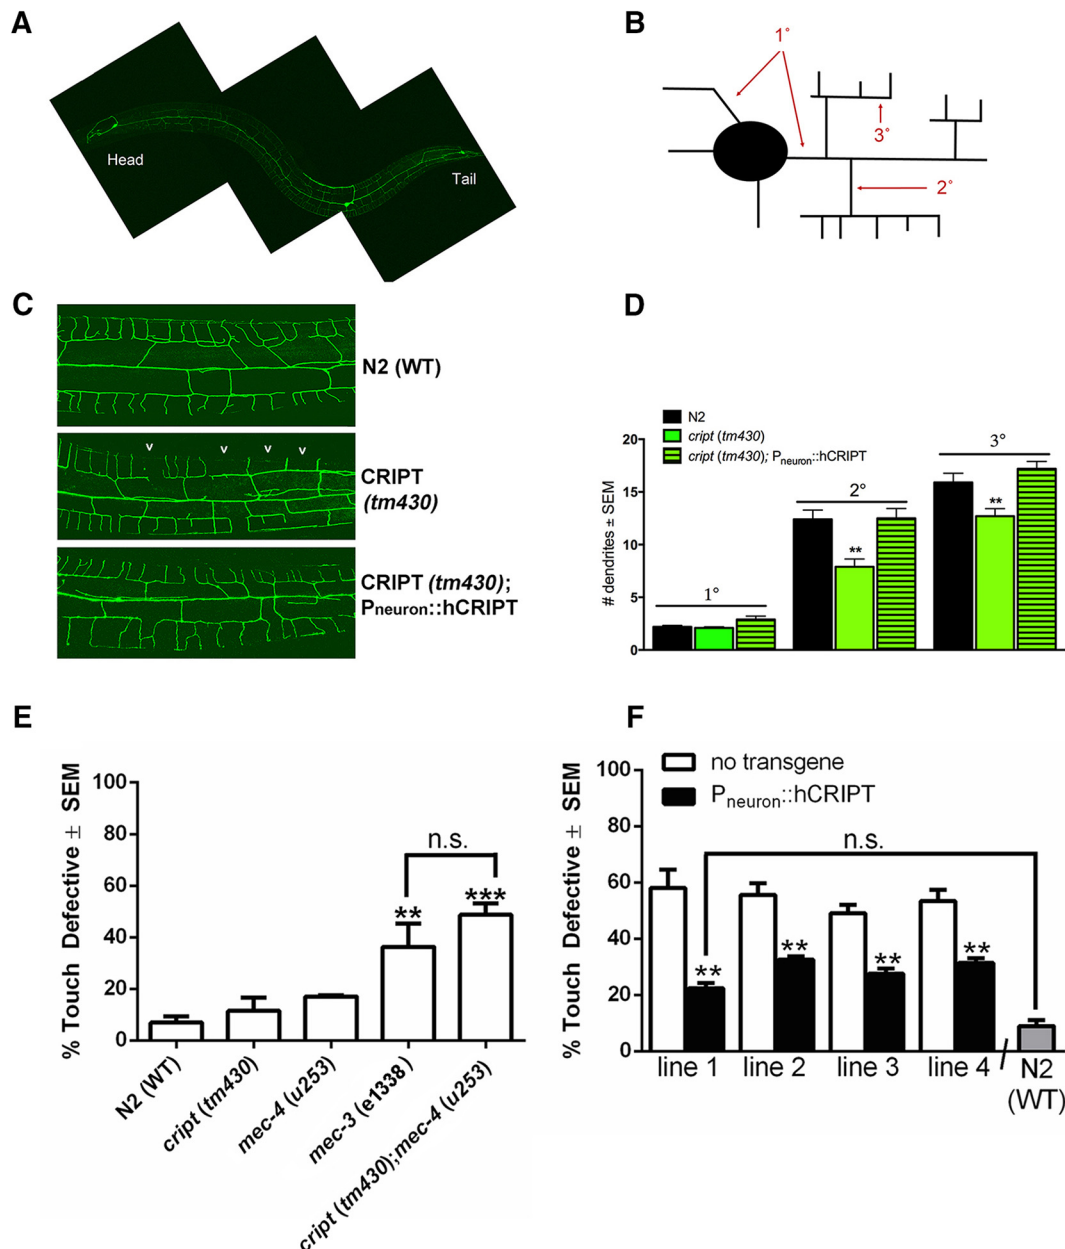 A
Head
Tail
B
1°
3°
2°
C
N2 (WT)
CRIPT
(tm430)
CRIPT (tm430);
Pneuron::hCRIPT
D
N2
cript (tm430)
cript (tm430); Pneuron::hCRIPT
# dendrites ± SEM
20
15
10
5
0
1°
2°
**
3°
**
E
% Touch Defective ± SEM
100
80
60
40
20
0
n.s.
**
***
N2 (WT)
cript (tm430)
mec-4 (u253)
mec-3 (e1338)
cript (tm430);mec-4 (u253)
F
no transgene
Pneuron::hCRIPT
% Touch Defective ± SEM
100
80
60
40
20
0
n.s.
**
**
**
**
line 1
line 2
line 3
line 4
/
N2
(WT)